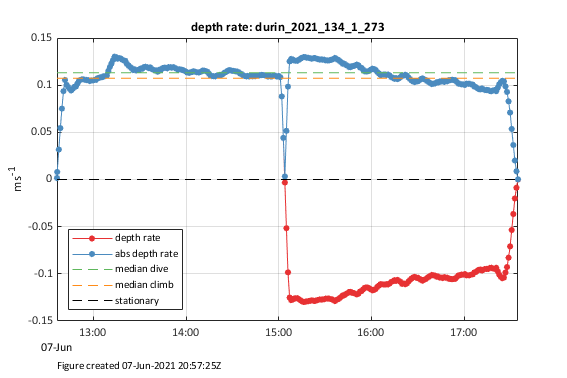 depth rate: durin_2021_134_1_273
0.15
0.1
0.05
0
-0.05
-0.1
-0.15
ms-1
depth rate
abs depth rate
median dive
median climb
stationary
13:00 14:00 15:00 16:00 17:00
07-Jun
Figure created 07-Jun-2021 20:57:25Z